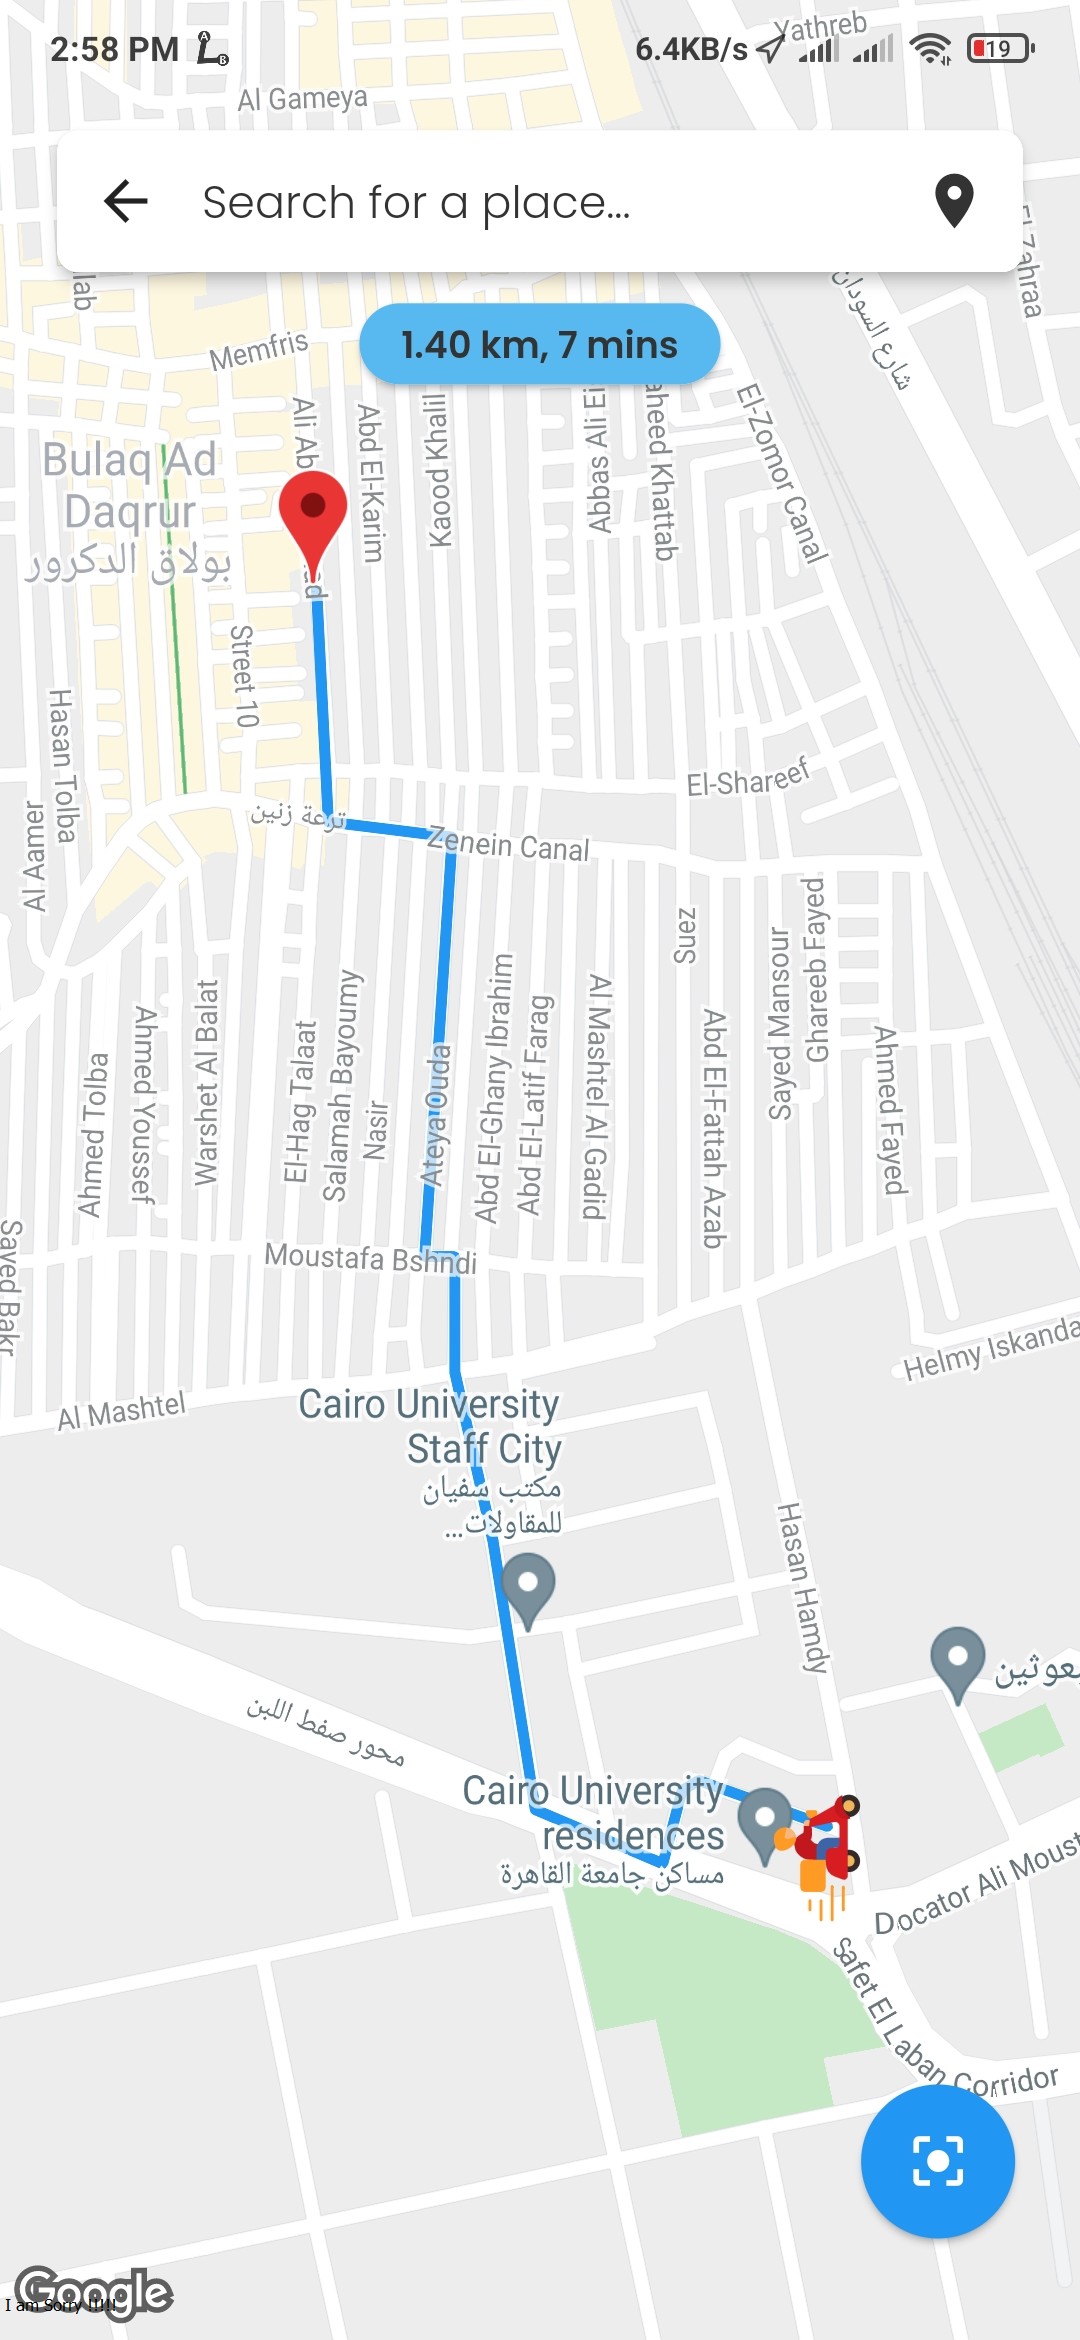 2:58 PM
6.4KB/s
19
Yathreb
Al Gameya
Search for a place...
شارع السودان
1.40 km, 7 mins
Memfris
Ali Ab
Abd El-Karim
Kaood Khalil
Abbas Ali El
aheed Khattab
El-Zomor Canal
Bulaq Ad
Daqrur
بولاق الدكرور
Street 10
Hasan Tolba
Al Aamer
El-Shareef
ترعة زنين
Zenein Canal
Suez
Sayed Mansour
Ghareeb Fayed
Ahmed Tolba
Ahmed Youssef
Warshet Al Balat
El-Hag Talaat
Salamah Bayoumy
Nasir
Ateya Ouda
Abd El-Ghany Ibrahim
Abd El-Latif Farag
Al Mashtel Al Gadid
Abd El-Fattah Azab
Ahmed Fayed
Sayed Bakr
Moustafa Bshndi
Helmy Iskanda
Al Mashtel
Cairo University
Staff City
مكتب سفيان
للمقاولات...
Hasan Hamdy
محور صفط اللبن
Cairo University
residences
مساكن جامعة القاهرة
Docator Ali Moust
Safet El Laban Corridor
Google
I am Sorry !!!!!